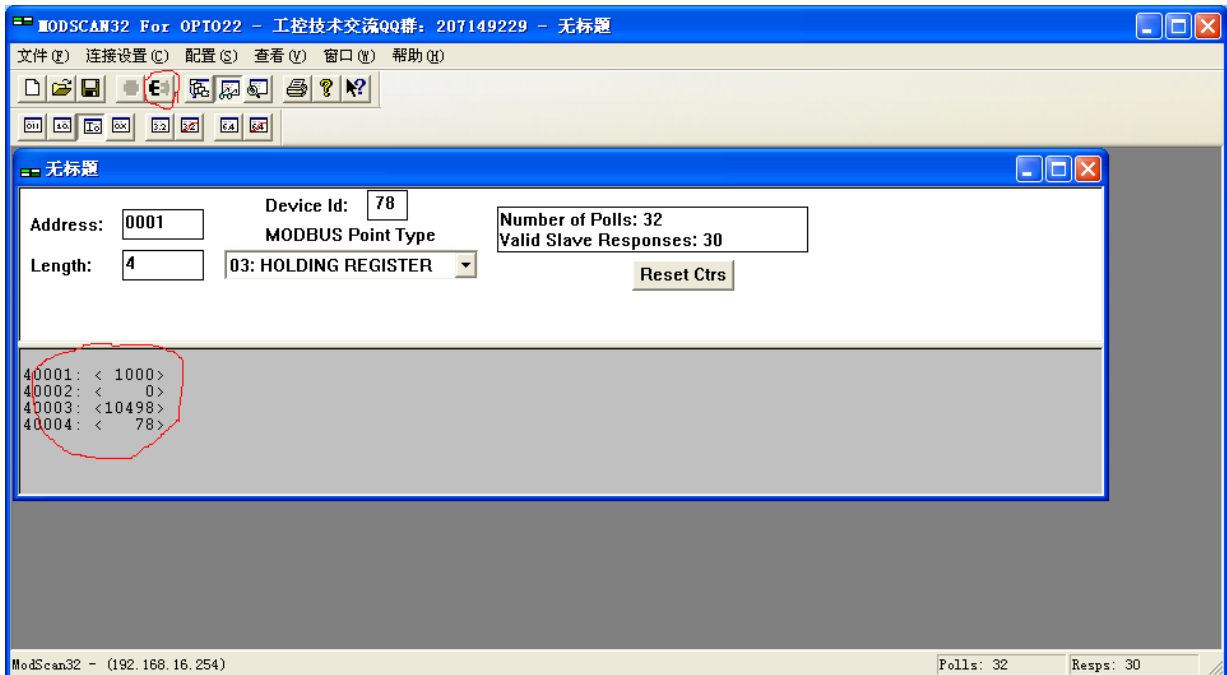 MODSCAN32 For OPTO22 - 工控技术交流QQ群: 207149229 - 无标题
文件(F) 连接设置(C) 配置(S) 查看(V) 窗口(W) 帮助(H)
无标题
Address: 0001
Device Id: 78
MODBUS Point Type
Length: 4
03: HOLDING REGISTER
Number of Polls: 32
Valid Slave Responses: 30
Reset Ctrs
40001: < 1000>
40002: <    0>
40003: <10498>
40004: <   78>
ModScan32 - (192.168.16.254)
Polls: 32
Resps: 30